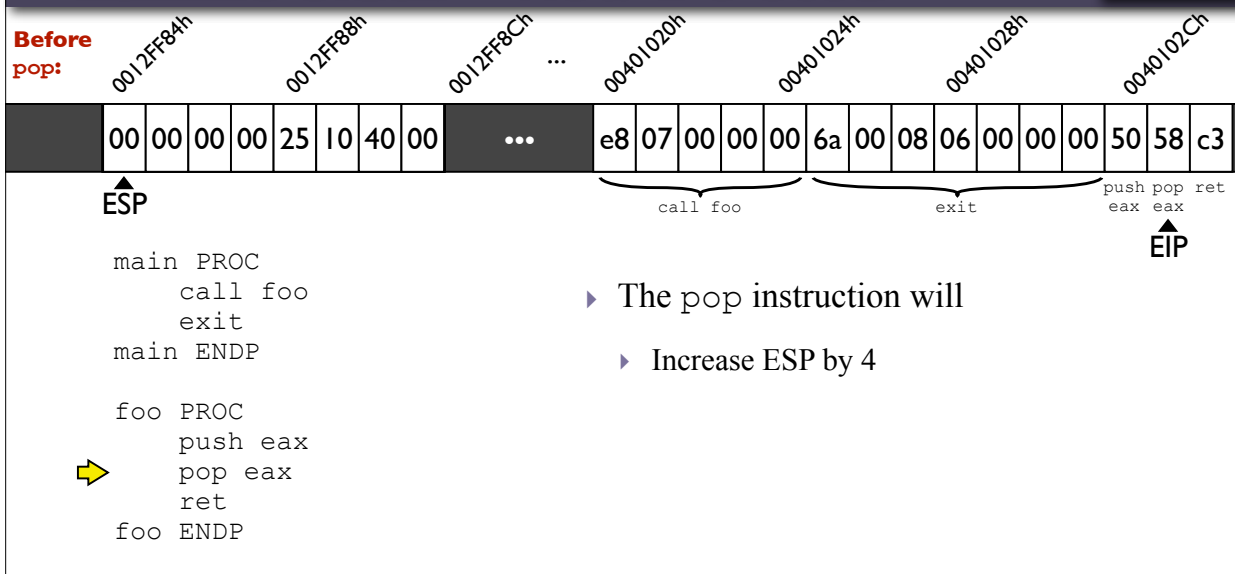 Before
pop:
0012FF84h 0012FF88h 0012FF8Ch ... 00401020h 00401024h 00401028h 0040102Ch
00 00 00 00 25 10 40 00 ••• e8 07 00 00 00 6a 00 08 06 00 00 00 50 58 c3
ESP
call foo
exit
push eax
pop eax
ret
EIP
main PROC
call foo
exit
main ENDP
foo PROC
push eax
pop eax
ret
foo ENDP
The pop instruction will
Increase ESP by 4